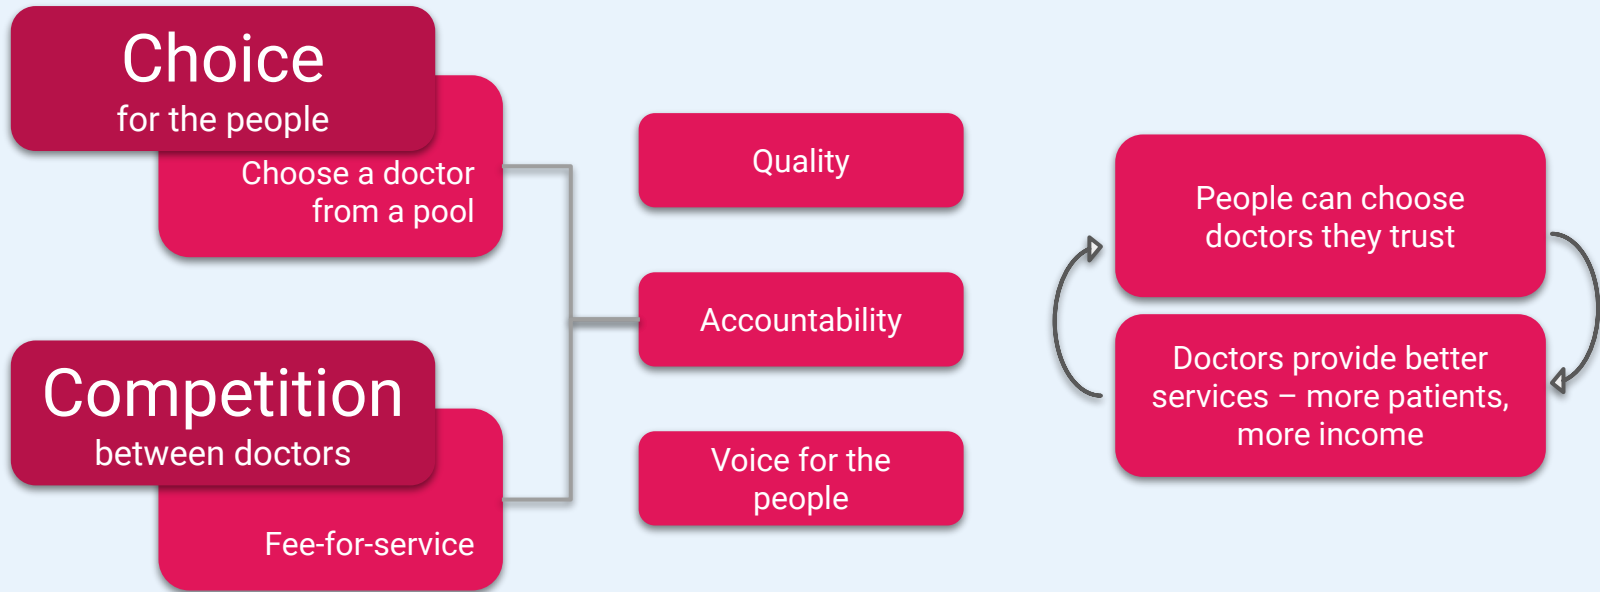 Choice
for the people
Choose a doctor
from a pool
Competition
between doctors
Fee-for-service
Quality
Accountability
Voice for the
people
People can choose
doctors they trust
Doctors provide better
services – more patients,
more income